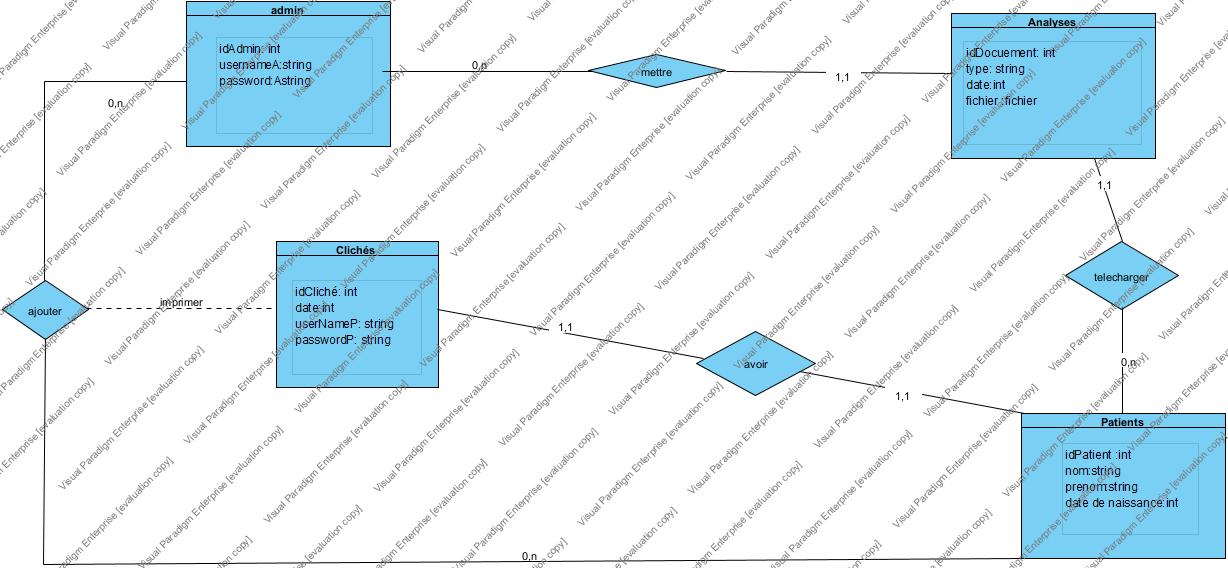 admin
idAdmin: int
usernameA:string
password:Astring
0,n
mettre
1,1
Analyses
idDocuement: int
type: string
date:int
fichier :fichier
0,n
1,1
Clichés
idCliché: int
date:int
userNameP: string
passwordP: string
telecharger
ajouter
imprimer
1,1
avoir
1,1
0,n
Patients
idPatient :int
nom:string
prenom:string
date de naissance:int
0,n
Visual Paradigm Enterprise [evaluation copy]